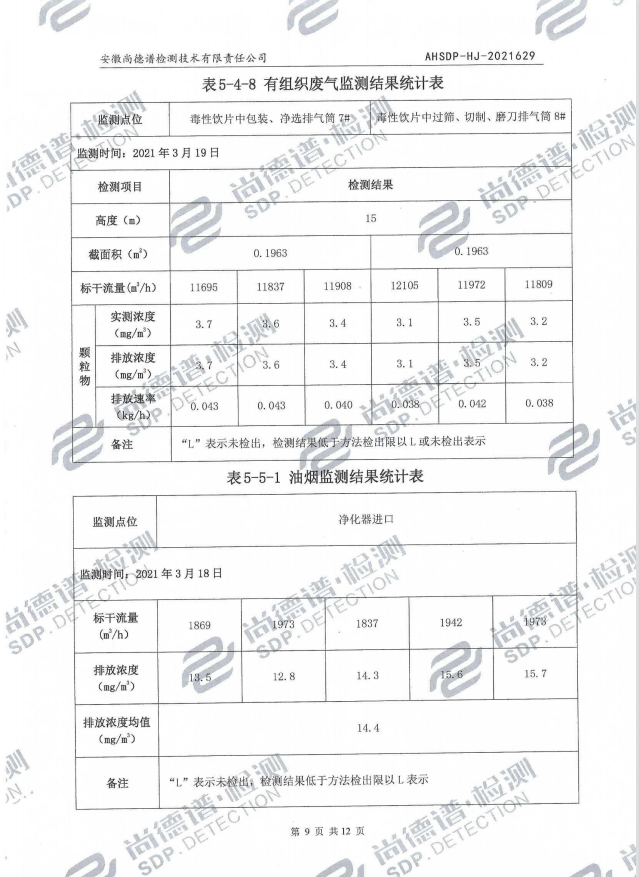 安徽尚德谱检测技术有限责任公司 AHSDP-HJ-2021629
表5-4-8 有组织废气监测结果统计表
监测点位 毒性饮片中包装、净选排气筒 7# 毒性饮片中过筛、切制、磨刀排气筒 8#
监测时间：2021 年 3 月 19 日
检测项目 检测结果
高度（m） 15
截面积（m²） 0.1963 0.1963
标干流量(m³/h) 11695 11837 11908 12105 11972 11809
颗粒物
实测浓度（mg/m³） 3.7 3.6 3.4 3.1 3.5 3.2
排放浓度（mg/m³） 3.7 3.6 3.4 3.1 3.5 3.2
排放速率（kg/h） 0.043 0.043 0.040 0.038 0.042 0.038
备注 “L”表示未检出，检测结果低于方法检出限以 L 或未检出表示
表5-5-1 油烟监测结果统计表
监测点位 净化器进口
监测时间：2021 年 3 月 18 日
标干流量（m³/h） 1869 1973 1837 1942 1973
排放浓度（mg/m³） 13.5 12.8 14.3 15.6 15.7
排放浓度均值（mg/m³） 14.4
备注 “L”表示未检出，检测结果低于方法检出限以 L 表示
第 9 页 共 12 页
尚德谱·检测
SDP.DETECTION